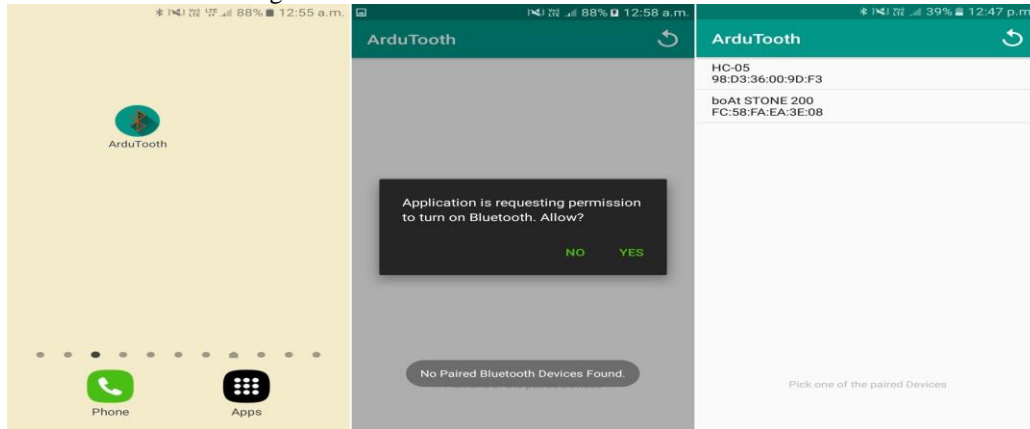 88% 12:55 a.m.
ArduTooth
Phone
Apps
88% 12:58 a.m.
ArduTooth
Application is requesting permission
to turn on Bluetooth. Allow?
NO YES
No Paired Bluetooth Devices Found.
39% 12:47 p.m
ArduTooth
HC-05
98:D3:36:00:9D:F3
boAt STONE 200
FC:58:FA:EA:3E:08
Pick one of the paired Devices